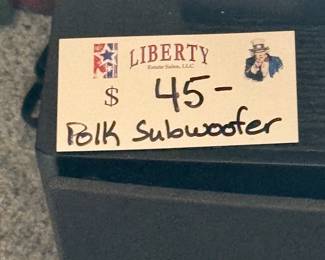 LIBERTY
Estate Sales, LLC
$ 45-
Polk Subwoofer